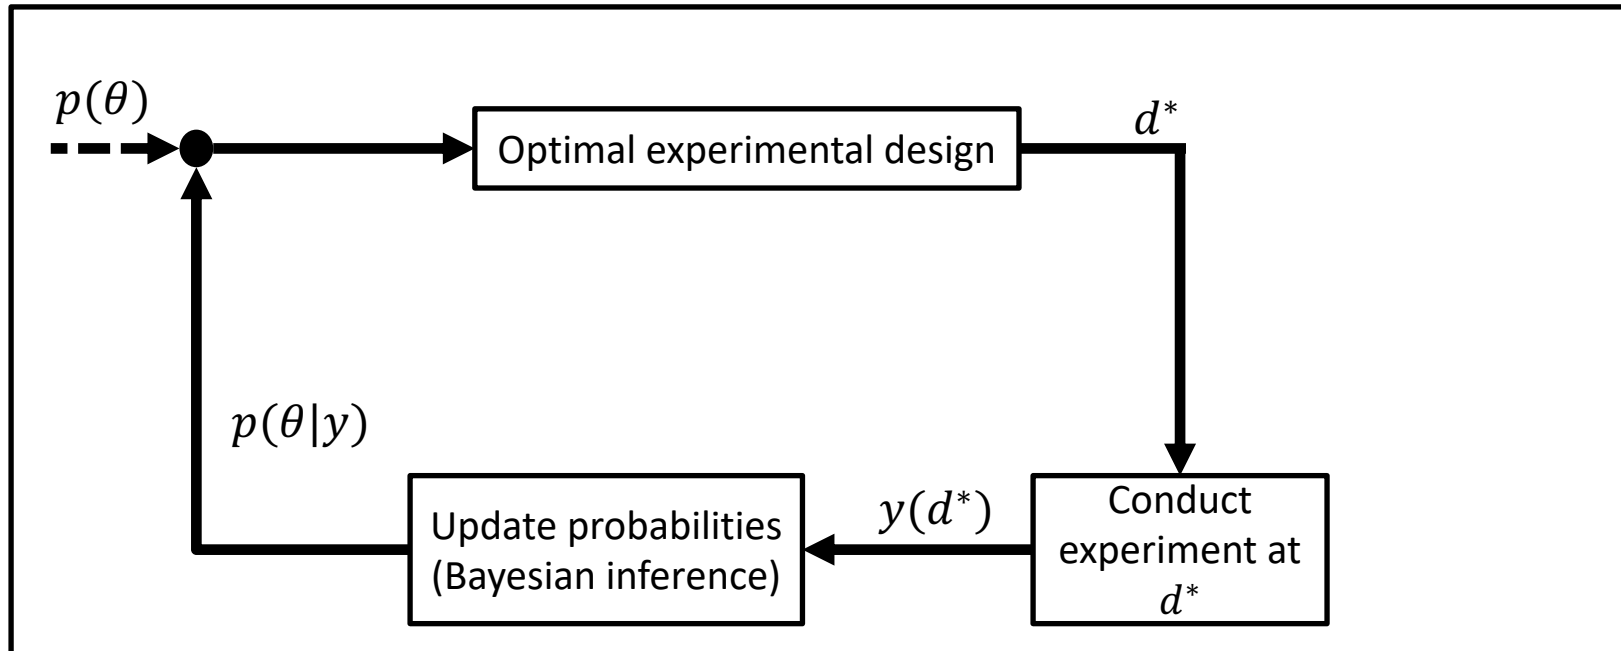 p(θ)
Optimal experimental design
d*
p(θ|y)
Update probabilities
(Bayesian inference)
y(d*)
Conduct
experiment at
d*